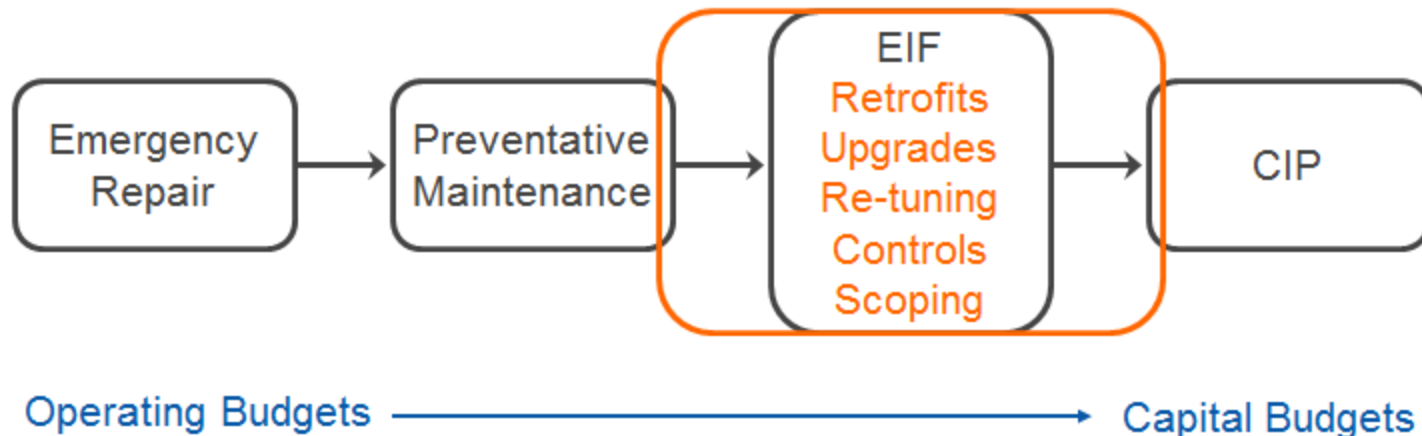 Emergency
Repair
Preventative
Maintenance
EIF
Retrofits
Upgrades
Re-tuning
Controls
Scoping
CIP
Operating Budgets
Capital Budgets